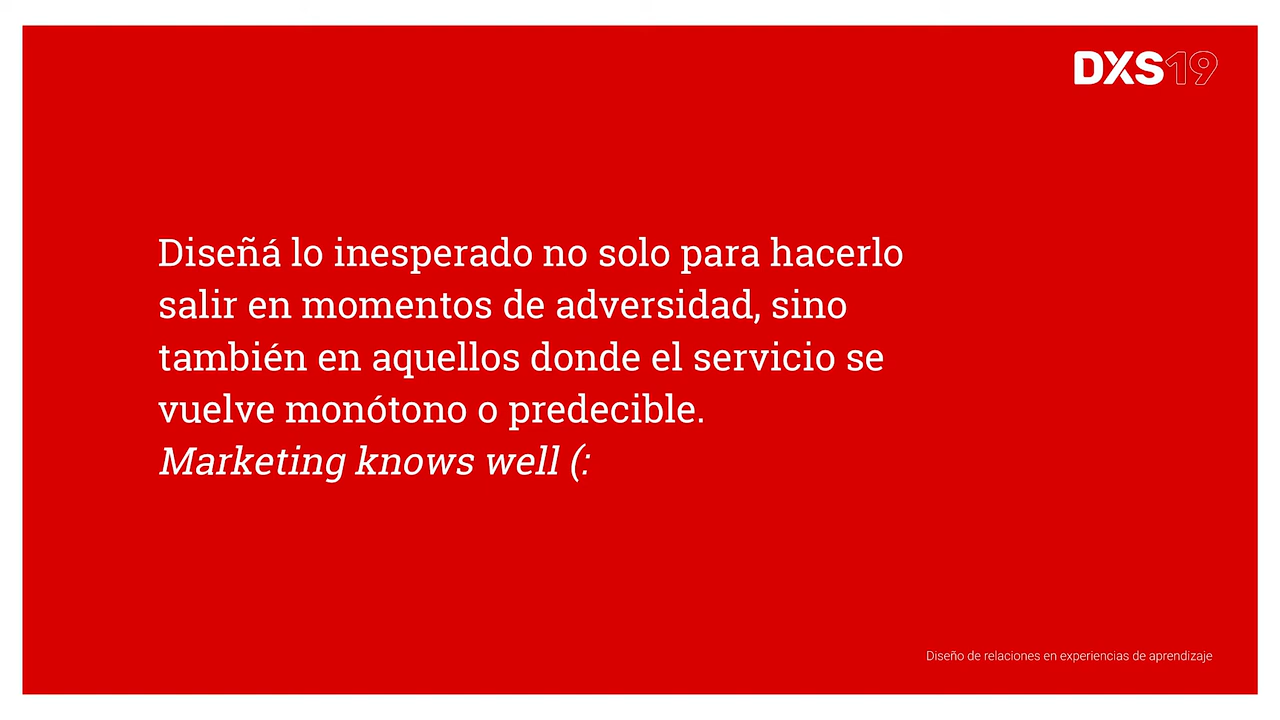 DXS19
Diseñá lo inesperado no solo para hacerlo
salir en momentos de adversidad, sino
también en aquellos donde el servicio se
vuelve monótono o predecible.
Marketing knows well (:
Diseño de relaciones en experiencias de aprendizaje